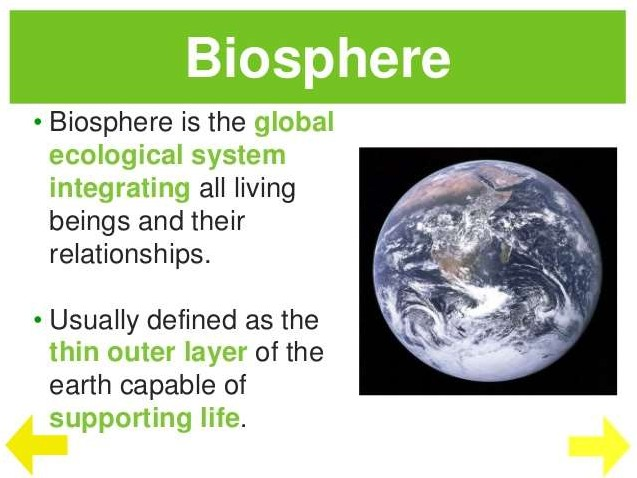 Biosphere
• Biosphere is the global
ecological system
integrating all living
beings and their
relationships.
• Usually defined as the
thin outer layer of the
earth capable of
supporting life.